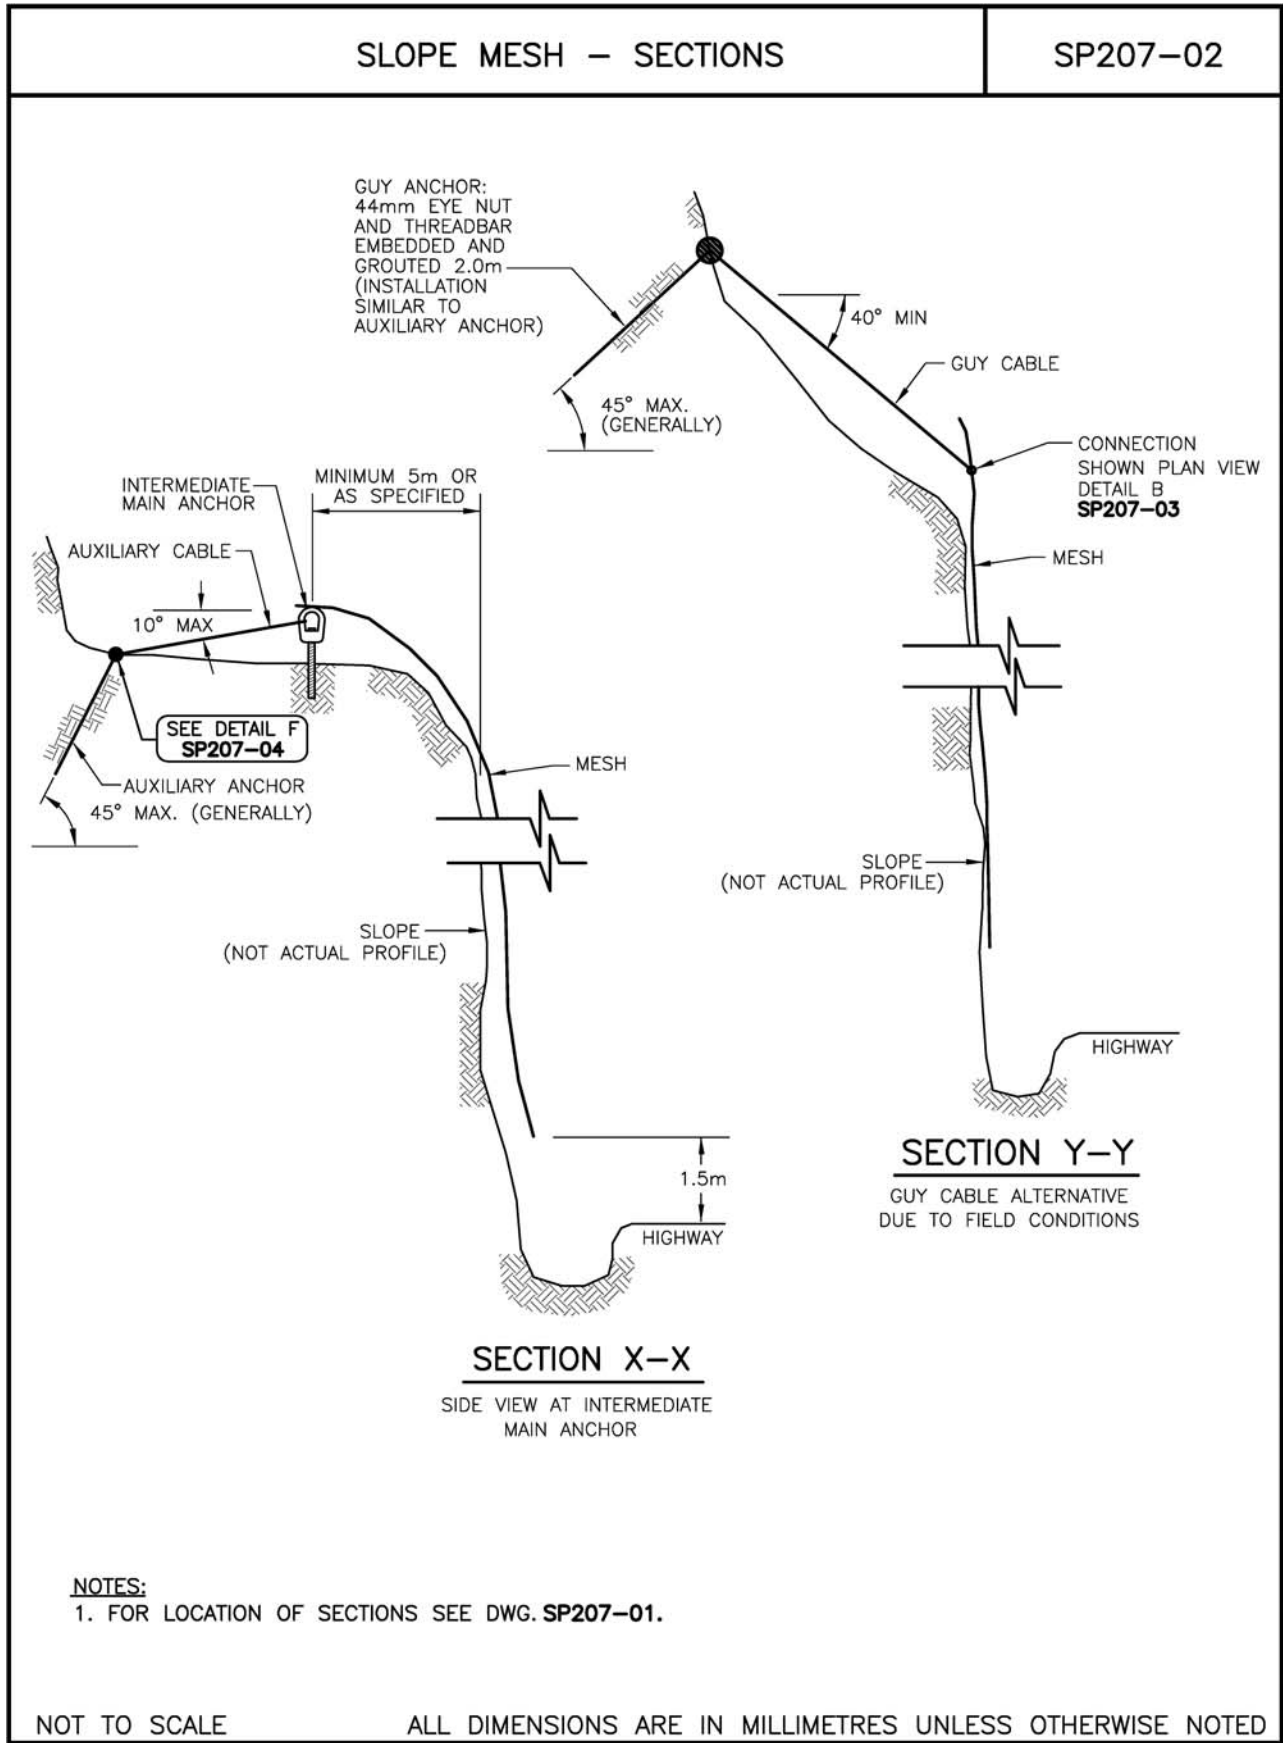 SLOPE MESH – SECTIONS
SP207–02
GUY ANCHOR:
44mm EYE NUT
AND THREADBAR
EMBEDDED AND
GROUTED 2.0m
(INSTALLATION
SIMILAR TO
AUXILIARY ANCHOR)
40° MIN
GUY CABLE
45° MAX.
(GENERALLY)
CONNECTION
SHOWN PLAN VIEW
DETAIL B
SP207–03
MESH
INTERMEDIATE
MAIN ANCHOR
MINIMUM 5m OR
AS SPECIFIED
AUXILIARY CABLE
10° MAX
SEE DETAIL F
SP207–04
AUXILIARY ANCHOR
45° MAX. (GENERALLY)
MESH
SLOPE
(NOT ACTUAL PROFILE)
SLOPE
(NOT ACTUAL PROFILE)
HIGHWAY
SECTION Y–Y
GUY CABLE ALTERNATIVE
DUE TO FIELD CONDITIONS
1.5m
HIGHWAY
SECTION X–X
SIDE VIEW AT INTERMEDIATE
MAIN ANCHOR
NOTES:
1. FOR LOCATION OF SECTIONS SEE DWG. SP207–01.
NOT TO SCALE
ALL DIMENSIONS ARE IN MILLIMETRES UNLESS OTHERWISE NOTED